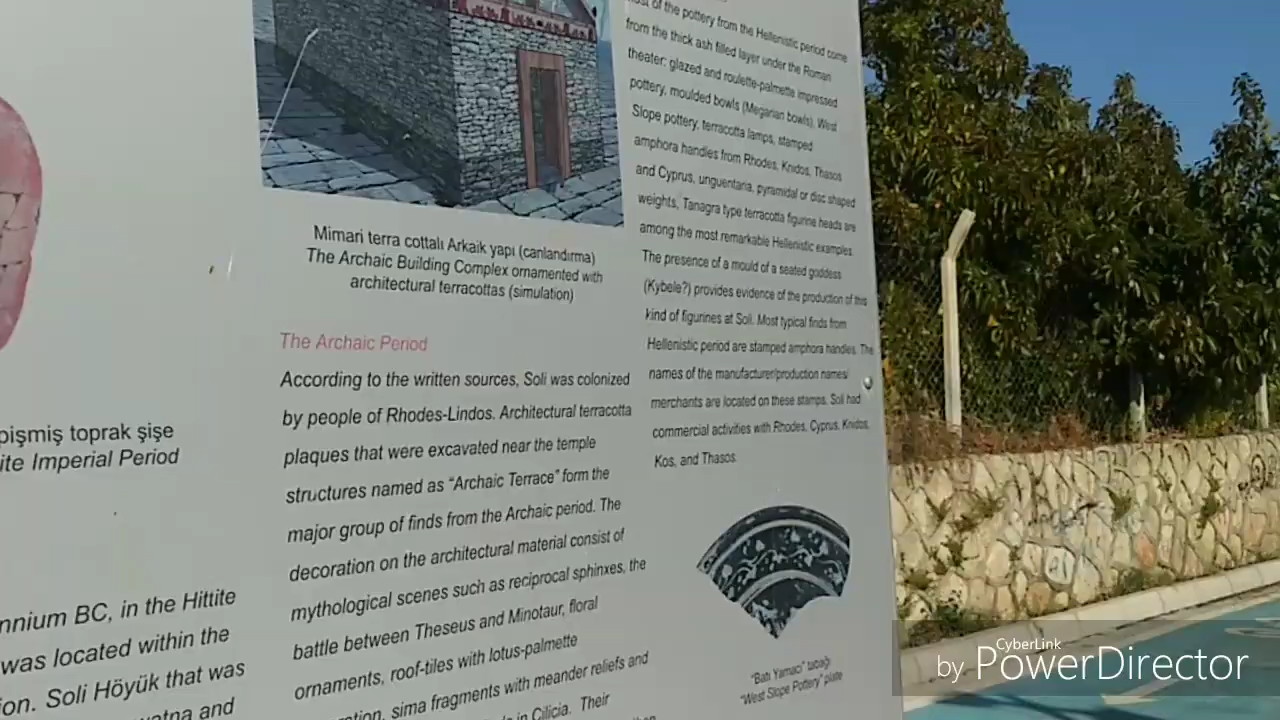 pişmiş toprak şişe
ite Imperial Period
nnium BC, in the Hittite
was located within the
ion. Soli Höyük that was
and
Mimari terra cottalı Arkaik yapı (canlandırma)
The Archaic Building Complex ornamented with
architectural terracottas (simulation)
The Archaic Period
According to the written sources, Soli was colonized
by people of Rhodes-Lindos. Architectural terracotta
plaques that were excavated near the temple
structures named as “Archaic Terrace” form the
major group of finds from the Archaic period. The
decoration on the architectural material consist of
mythological scenes such as reciprocal sphinxes, the
battle between Theseus and Minotaur, floral
ornaments, roof-tiles with lotus-palmette
sima fragments with meander reliefs and
in Cilicia. Their
of the pottery from the Hellenistic period come
from the thick ash filled layer under the Roman
theater: glazed and roulette-palmette impressed
pottery, moulded bowls (Megarian bowls), West
Slope pottery, terracotta lamps, stamped
amphora handles from Rhodes, Knidos, Thasos
and Cyprus, unguentaria, pyramidal or disc shaped
weights, Tanagra type terracotta figurine heads are
among the most remarkable Hellenistic examples.
The presence of a mould of a seated goddess
(Kybele?) provides evidence of the production of this
kind of figurines at Soli. Most typical finds from
Hellenistic period are stamped amphora handles. The
names of the manufacturer/production names/
merchants are located on these stamps. Soli had
commercial activities with Rhodes, Cyprus, Knidos,
Kos, and Thasos.
“Batı Yamacı” tabağı
“West Slope Pottery” plate
by CyberLink
PowerDirector